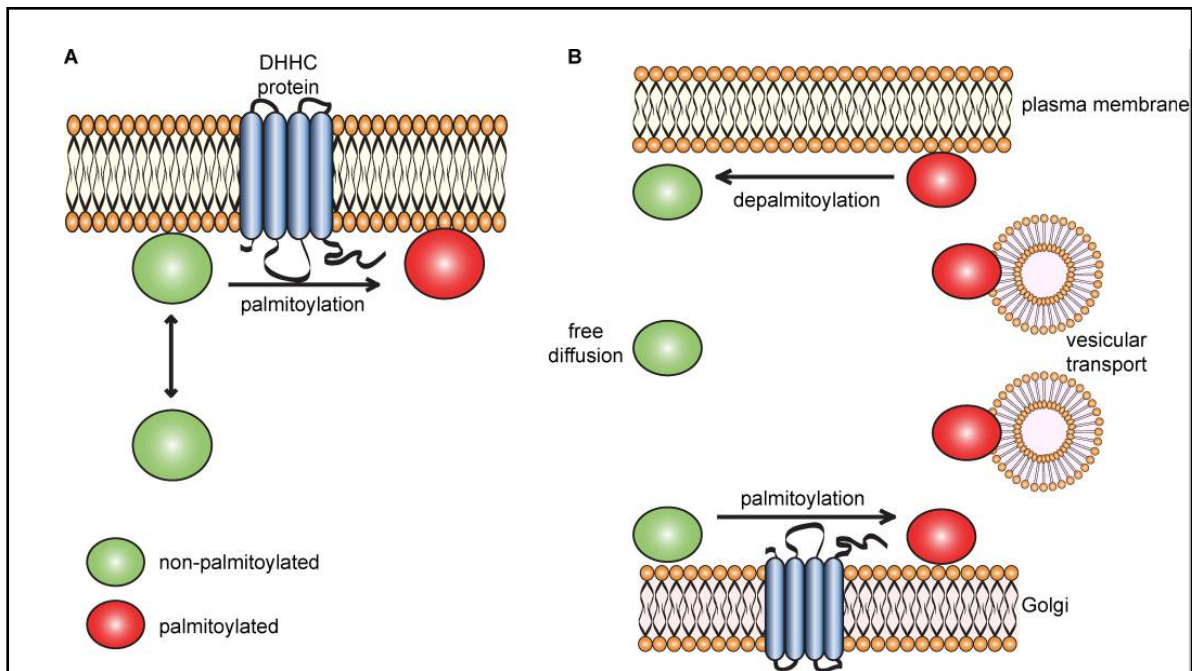 A
DHHC
protein
palmitoylation
non-palmitoylated
palmitoylated
B
plasma membrane
depalmitoylation
free
diffusion
vesicular
transport
palmitoylation
Golgi